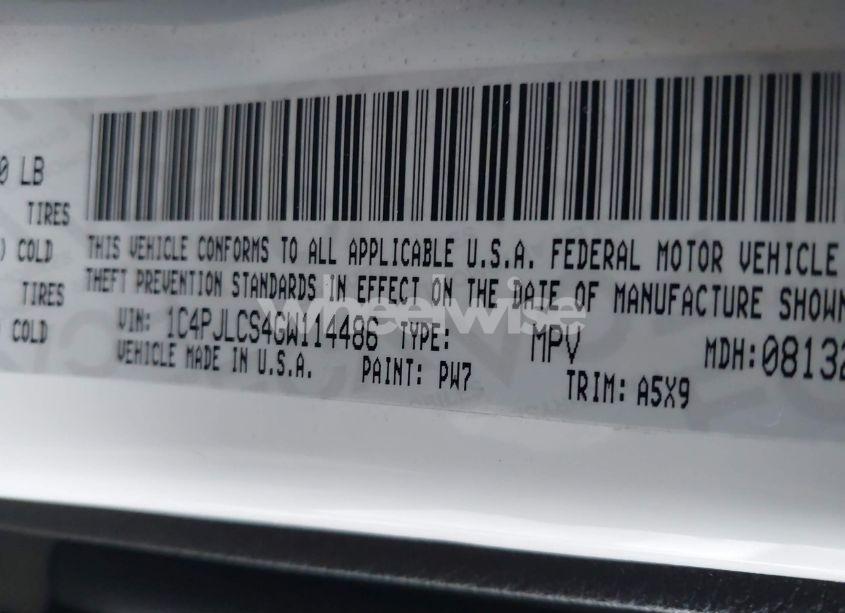 0 LB
TIRES
) COLD
TIRES
) COLD
THIS VEHICLE CONFORMS TO ALL APPLICABLE U.S.A. FEDERAL MOTOR VEHICLE
THEFT PREVENTION STANDARDS IN EFFECT ON THE DATE OF MANUFACTURE SHOWN
VIN: 1C4PJLCS4GW114486 TYPE: MPV MDH:08132
VEHICLE MADE IN U.S.A. PAINT: PW7 TRIM: A5X9
Wheelwise